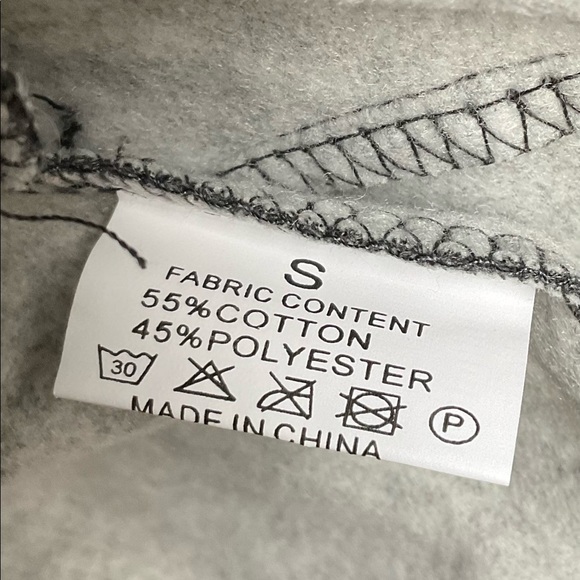 S
FABRIC CONTENT
55%COTTON
45%POLYESTER
30 P
MADE IN CHINA